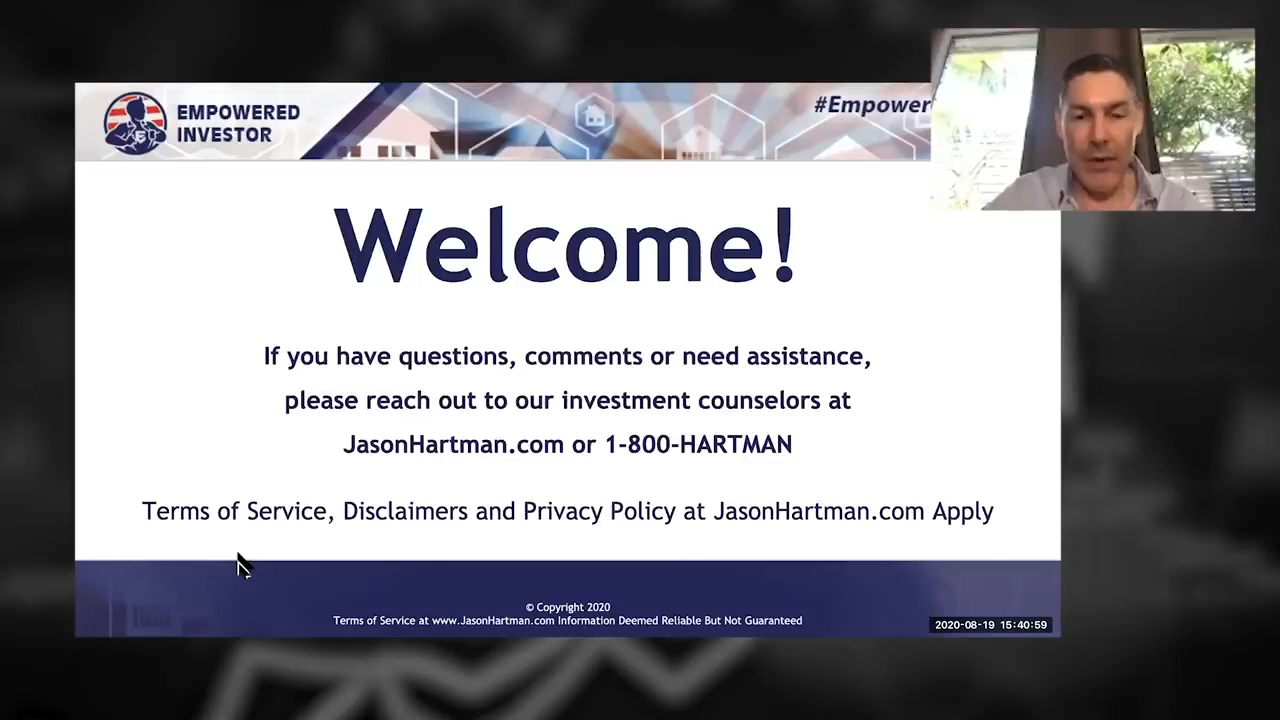 EMPOWERED
INVESTOR
#Empower
Welcome!
If you have questions, comments or need assistance,
please reach out to our investment counselors at
JasonHartman.com or 1-800-HARTMAN
Terms of Service, Disclaimers and Privacy Policy at JasonHartman.com Apply
© Copyright 2020
Terms of Service at www.JasonHartman.com Information Deemed Reliable But Not Guaranteed
2020-08-19 15:40:59